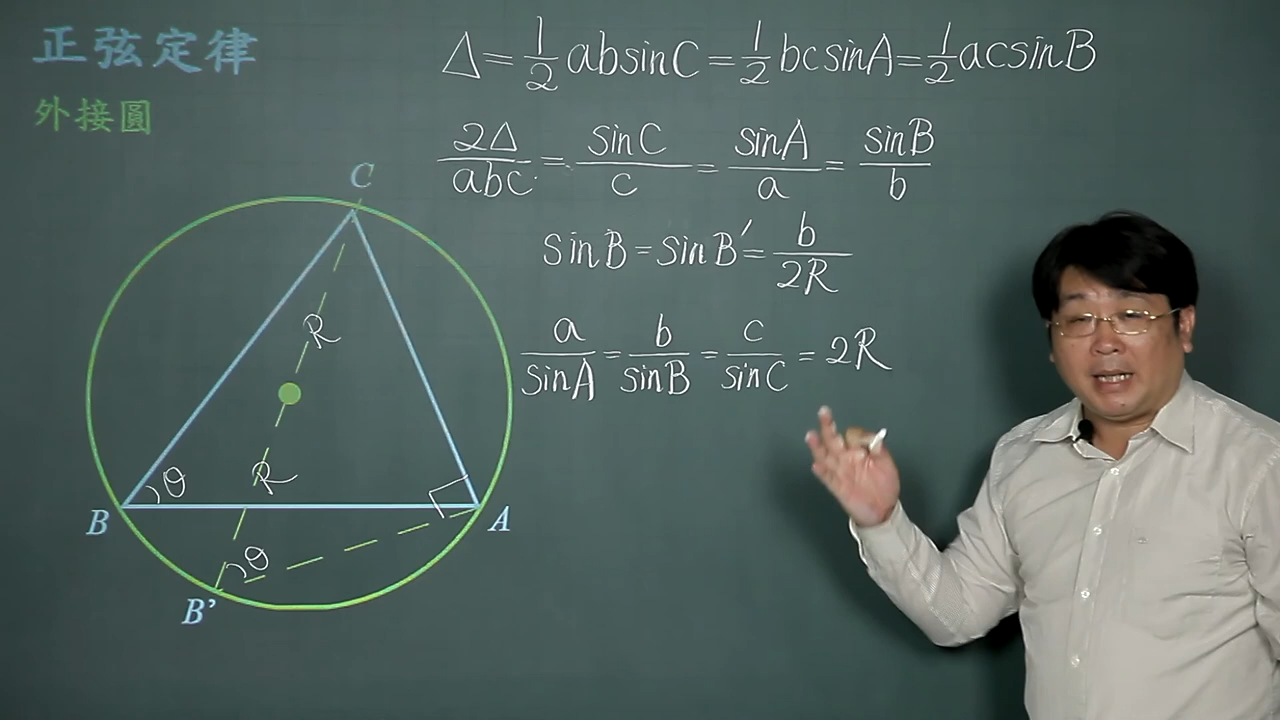 正弦定律
外接圓
Δ = 1/2 absinC = 1/2 bcsinA = 1/2 acsinB
2Δ/abc = sinC/c = sinA/a = sinB/b
sinB = sinB' = b/2R
a/sinA = b/sinB = c/sinC = 2R
C
R
R
B
θ
A
θ
B'